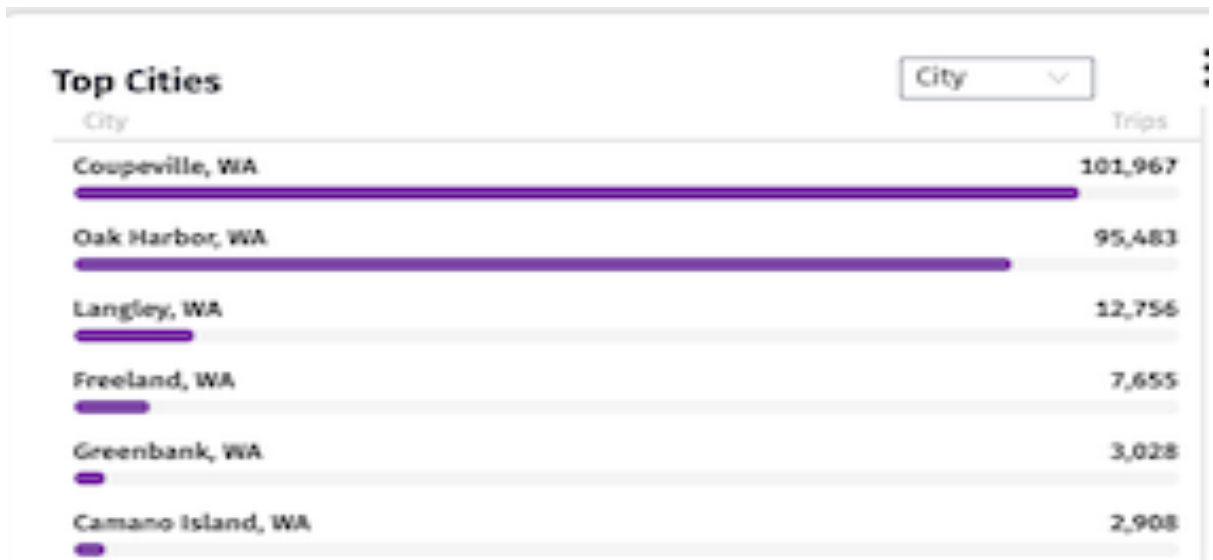 Top Cities
City
City
Trips
Coupeville, WA
101,967
Oak Harbor, WA
95,483
Langley, WA
12,756
Freeland, WA
7,655
Greenbank, WA
3,028
Camano Island, WA
2,908